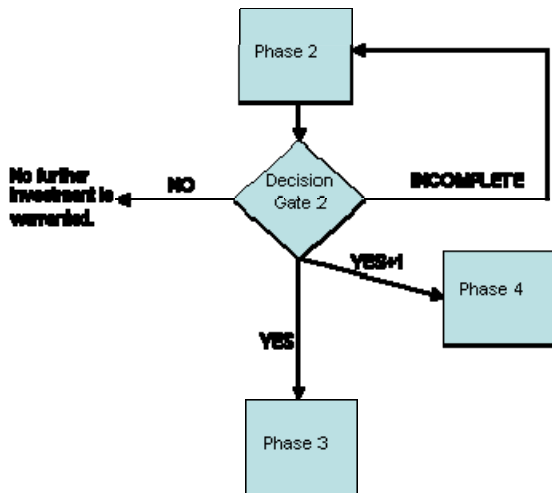 Phase 2
No further
investment is
warranted.
NO
Decision
Gate 2
INCOMPLETE
YES+1
Phase 4
YES
Phase 3